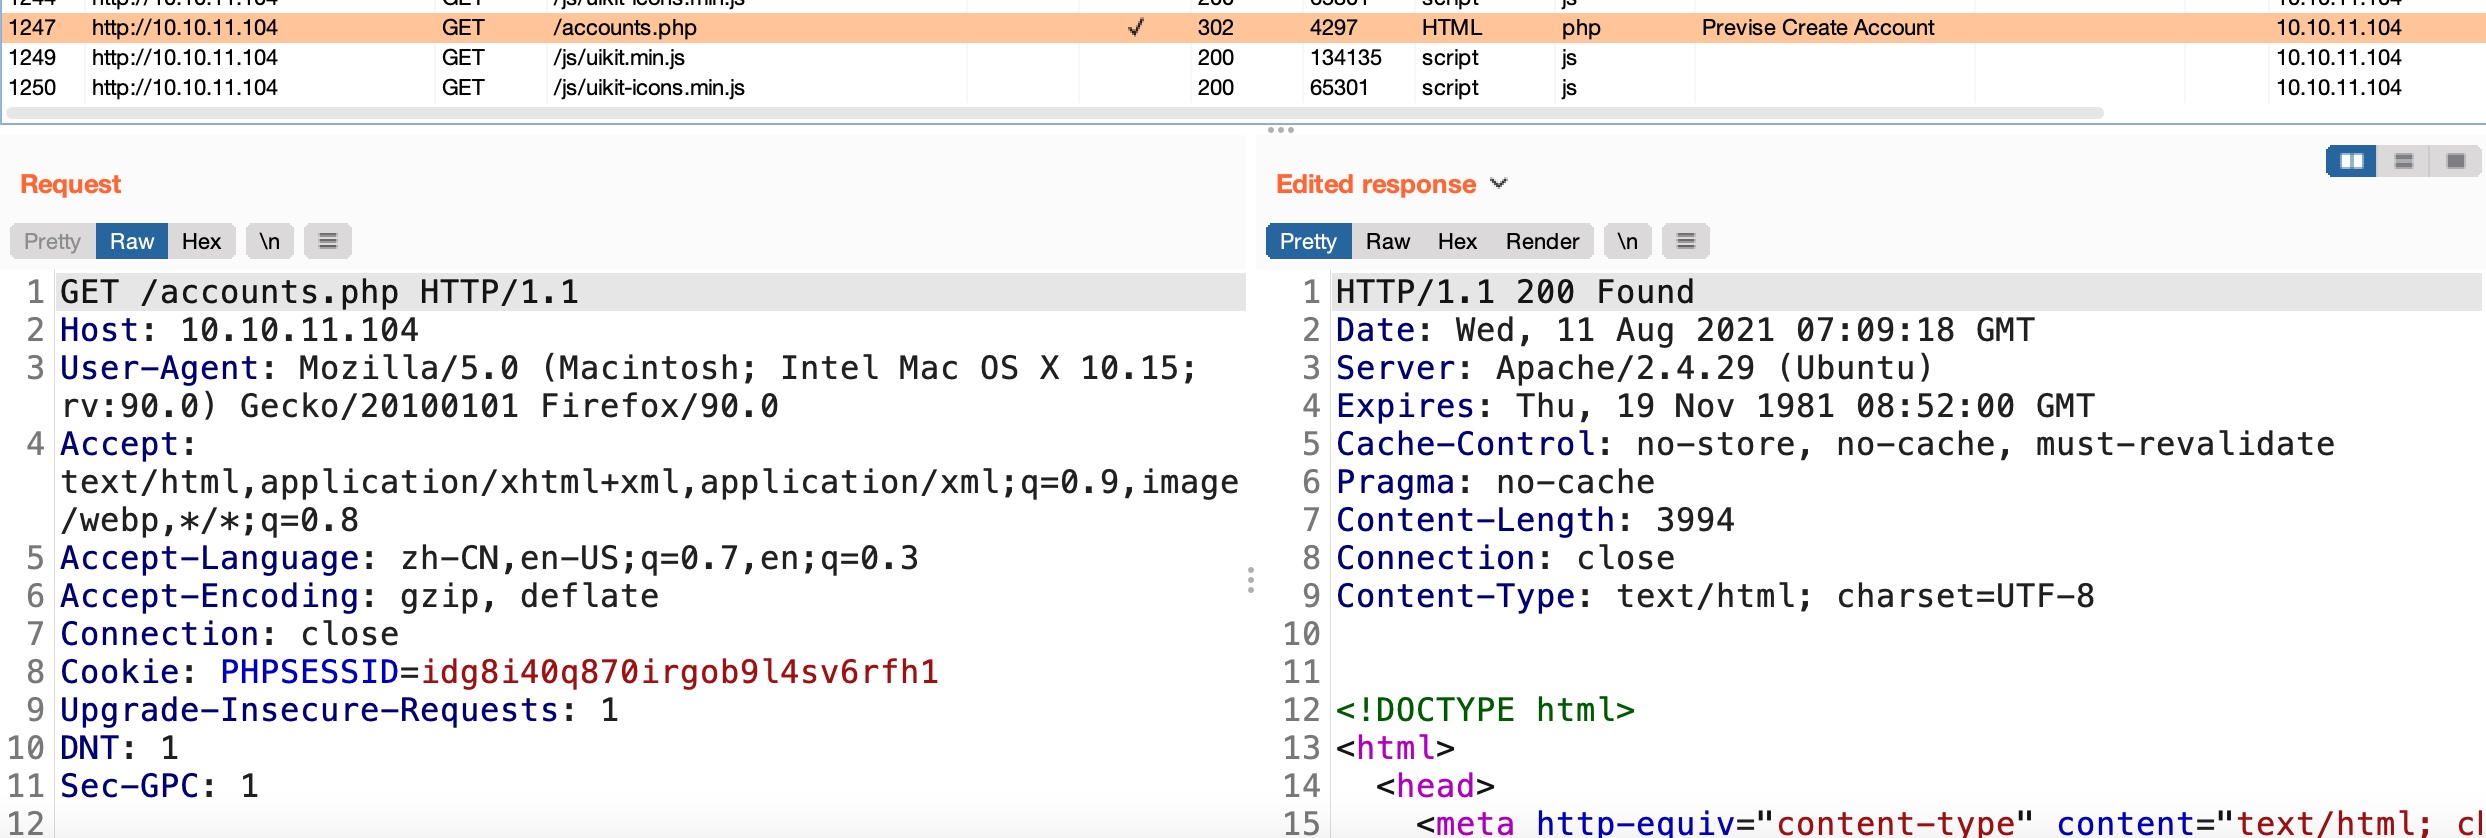 1247 http://10.10.11.104 GET /accounts.php ✓ 302 4297 HTML php Previse Create Account 10.10.11.104
1249 http://10.10.11.104 GET /js/uikit.min.js 200 134135 script js 10.10.11.104
1250 http://10.10.11.104 GET /js/uikit-icons.min.js 200 65301 script js 10.10.11.104
Request
Pretty Raw Hex \n
1 GET /accounts.php HTTP/1.1
2 Host: 10.10.11.104
3 User-Agent: Mozilla/5.0 (Macintosh; Intel Mac OS X 10.15;
rv:90.0) Gecko/20100101 Firefox/90.0
4 Accept:
text/html,application/xhtml+xml,application/xml;q=0.9,image
/webp,*/*;q=0.8
5 Accept-Language: zh-CN,en-US;q=0.7,en;q=0.3
6 Accept-Encoding: gzip, deflate
7 Connection: close
8 Cookie: PHPSESSID=idg8i40q870irgob9l4sv6rfh1
9 Upgrade-Insecure-Requests: 1
10 DNT: 1
11 Sec-GPC: 1
12
Edited response
Pretty Raw Hex Render \n
1 HTTP/1.1 200 Found
2 Date: Wed, 11 Aug 2021 07:09:18 GMT
3 Server: Apache/2.4.29 (Ubuntu)
4 Expires: Thu, 19 Nov 1981 08:52:00 GMT
5 Cache-Control: no-store, no-cache, must-revalidate
6 Pragma: no-cache
7 Content-Length: 3994
8 Connection: close
9 Content-Type: text/html; charset=UTF-8
10
11
12 <!DOCTYPE html>
13 <html>
14 <head>
15 <meta http-equiv="content-type" content="text/html;